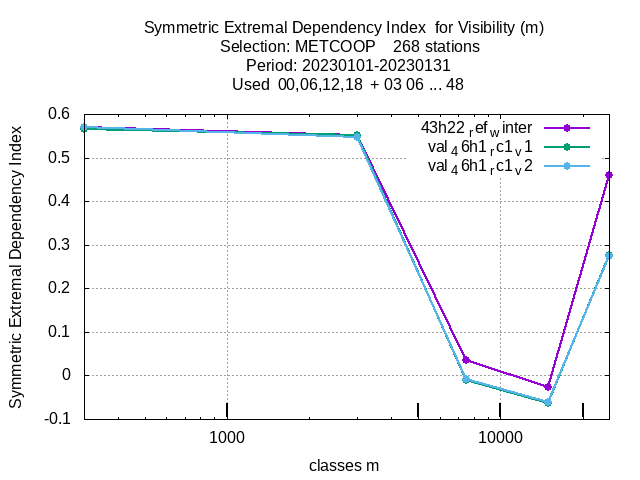 Symmetric Extremal Dependency Index for Visibility (m)
Selection: METCOOP 268 stations
Period: 20230101-20230131
Used 00,06,12,18 + 03 06 ... 48
43h22_ref_winter
val_46h1_rc1_v1
val_46h1_rc1_v2
Symmetric Extremal Dependency Index
0.6
0.5
0.4
0.3
0.2
0.1
0
-0.1
1000 10000
classes m